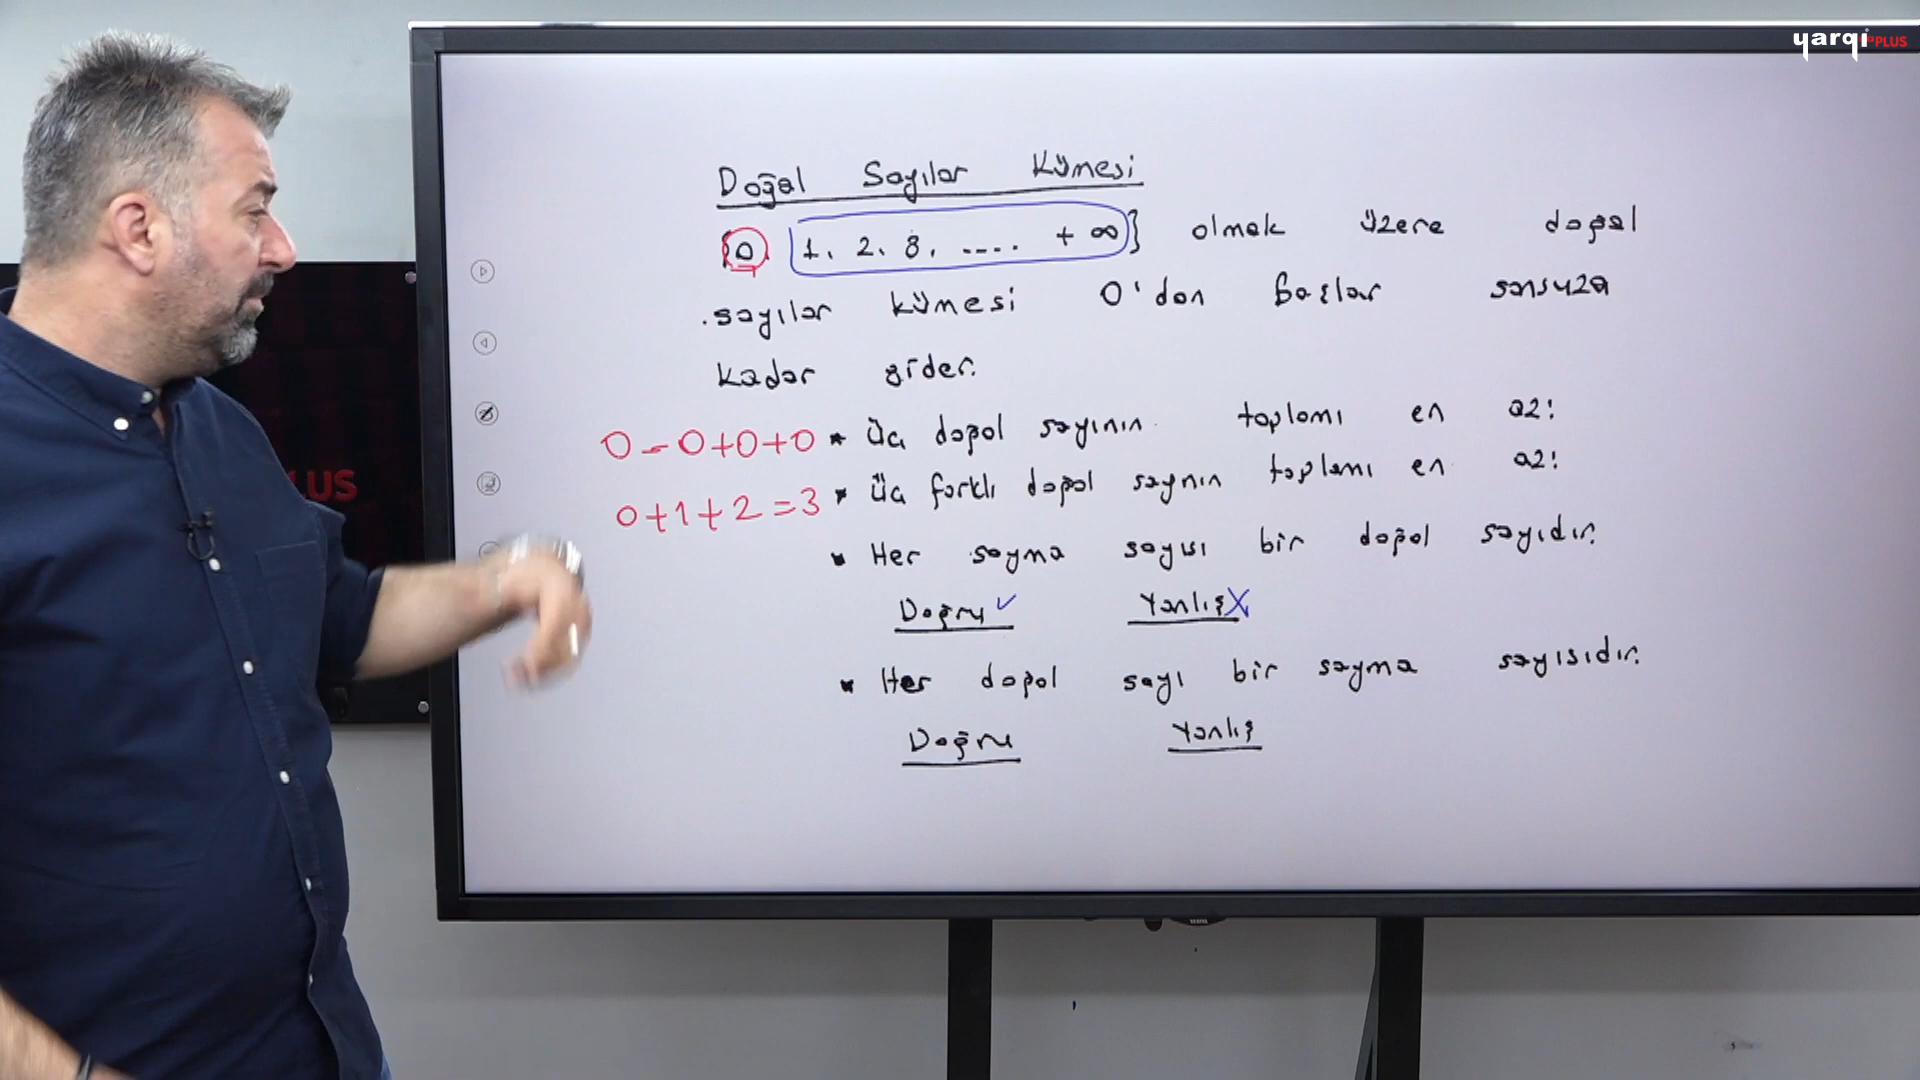 yarqı PLUS
LUS
Doğal Sayılar Kümesi
{0, 1, 2, 3, .... +∞} olmak üzere doğal
sayılar kümesi 0'dan başlar sonsuza
kadar gider.
0=0+0+0 * Üç doğal sayının toplamı en az?
0+1+2=3 * Üç farklı doğal sayının toplamı en az?
* Her sayma sayısı bir doğal sayıdır.
Doğru ✓ Yanlış X
* Her doğal sayı bir sayma sayısıdır.
Doğru Yanlış